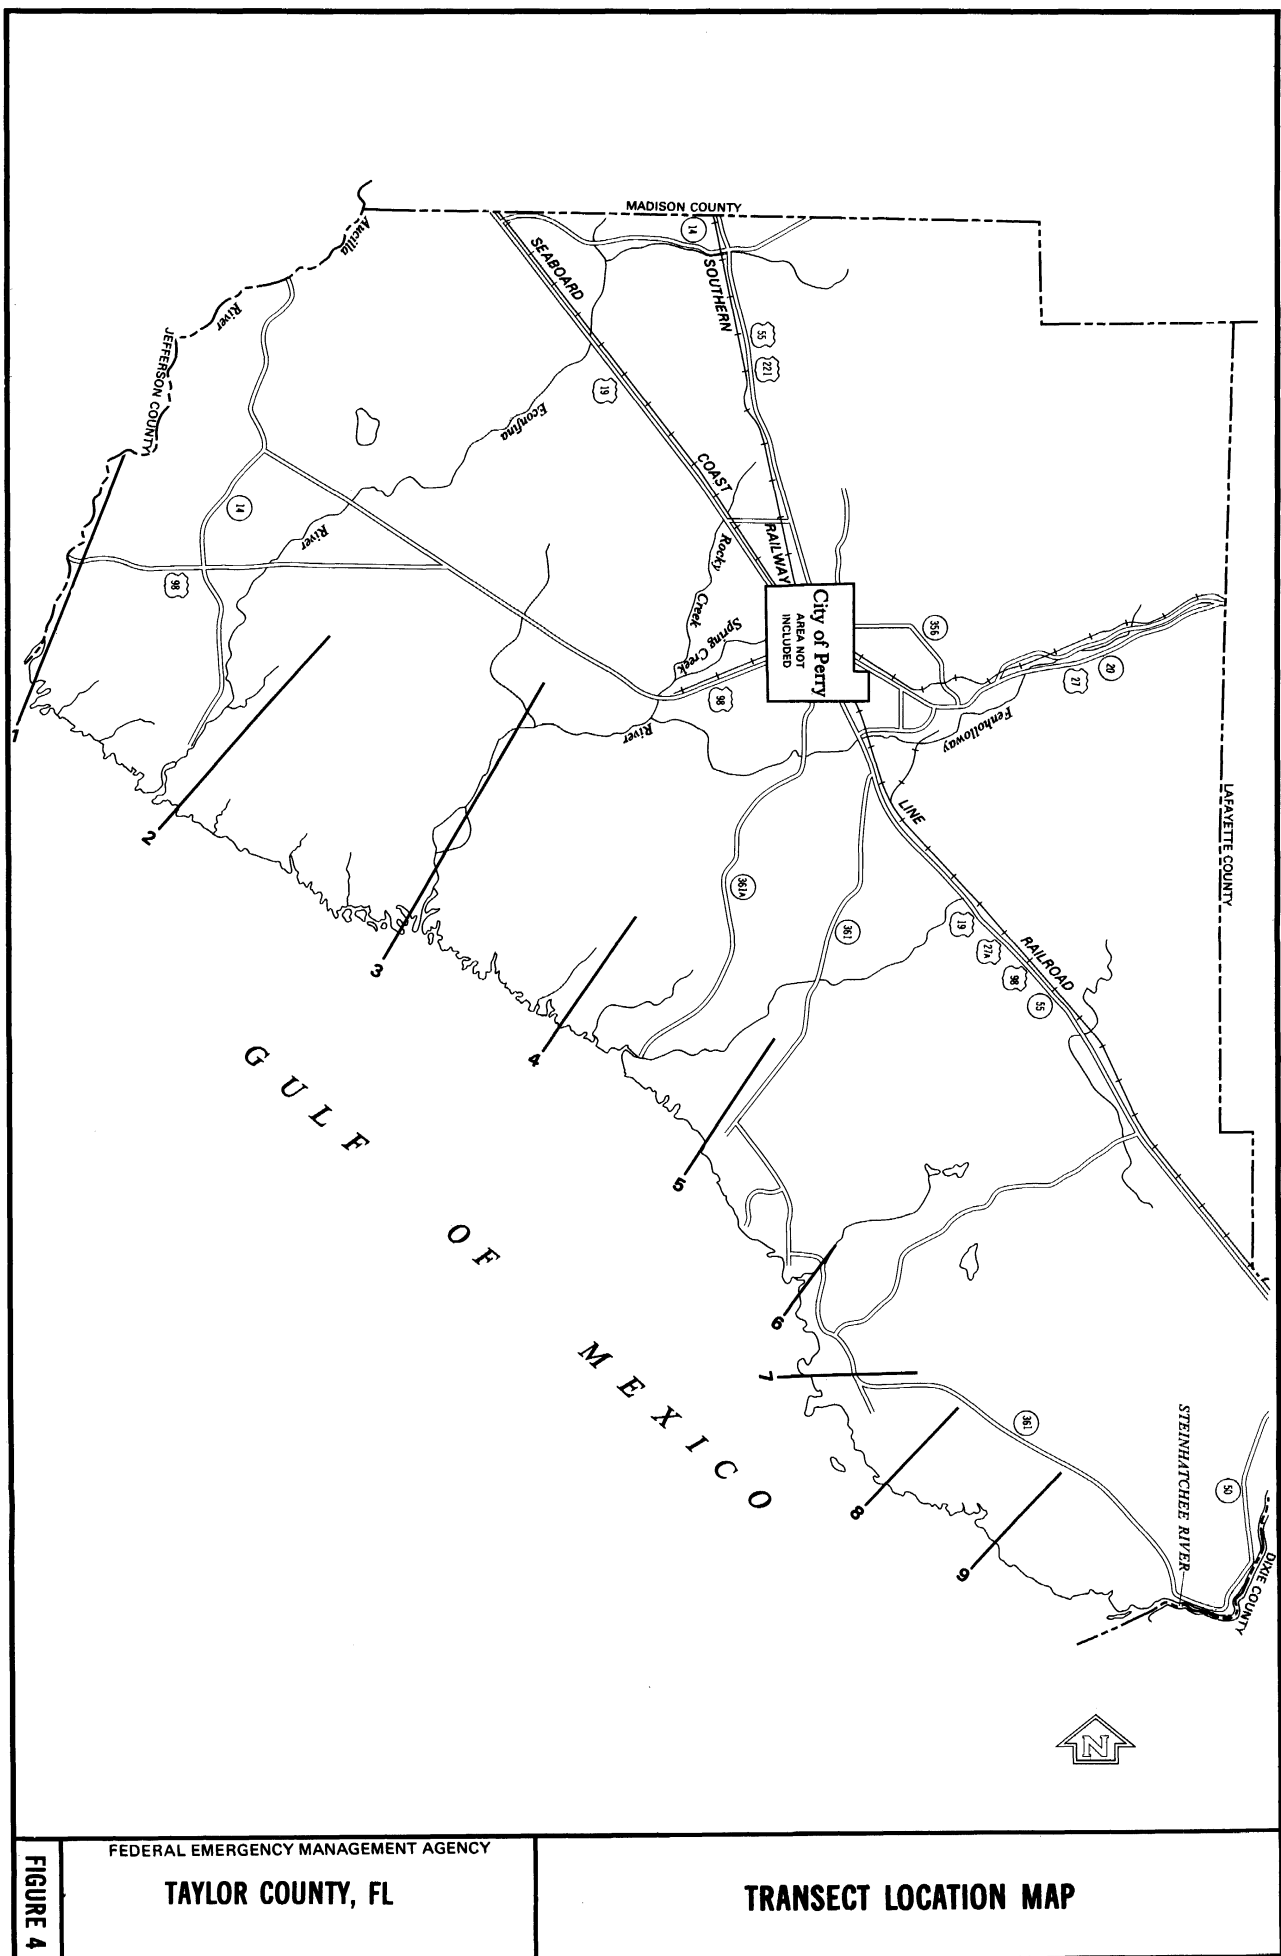 MADISON COUNTY
Aucilla
River
JEFFERSON COUNTY
SEABOARD
COAST
LINE
RAILROAD
SOUTHERN
RAILWAY
14
55
221
19
Econfina
River
14
98
Rocky
Creek
Spring Creek
City of Perry
AREA NOT
INCLUDED
356
20
27
98
River
Fenholloway
LAFAYETTE COUNTY
361A
361
19
27A
98
55
1
2
3
4
5
6
7
8
9
GULF OF MEXICO
361
STEINHATCHEE RIVER
50
DIXIE COUNTY
N
FIGURE 4
FEDERAL EMERGENCY MANAGEMENT AGENCY
TAYLOR COUNTY, FL
TRANSECT LOCATION MAP